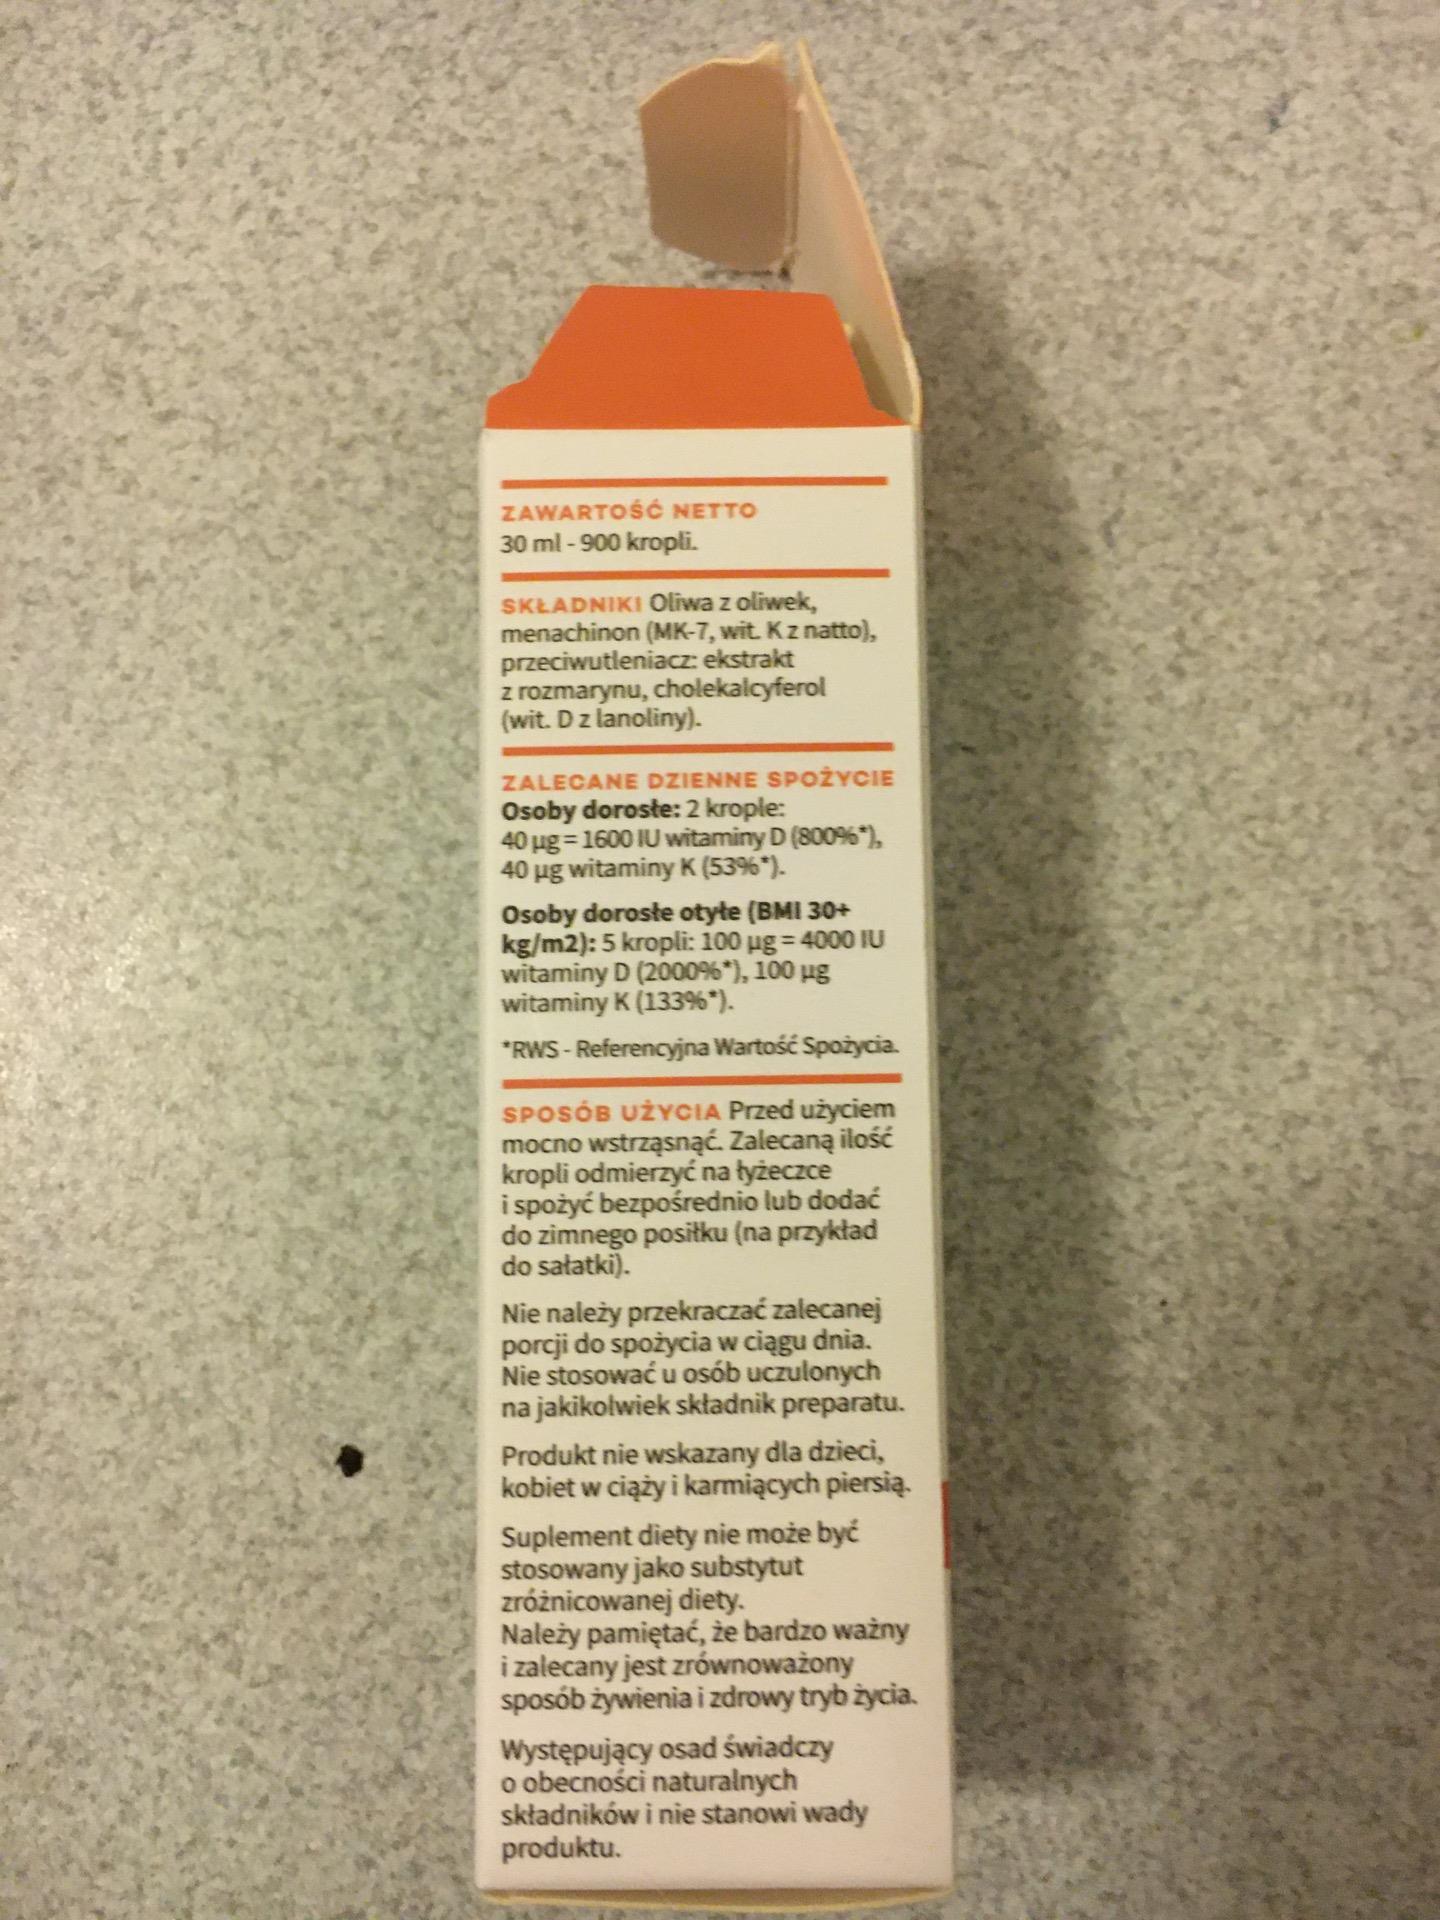 ZAWARTOŚĆ NETTO
30 ml - 900 kropli.
SKŁADNIKI Oliwa z oliwek,
menachinon (MK-7, wit. K z natto),
przeciwutleniacz: ekstrakt
z rozmarynu, cholekalcyferol
(wit. D z lanoliny).
ZALECANE DZIENNE SPOŻYCIE
Osoby dorosłe: 2 krople:
40 µg = 1600 IU witaminy D (800%*),
40 µg witaminy K (53%*).
Osoby dorosłe otyłe (BMI 30+
kg/m2): 5 kropli: 100 µg = 4000 IU
witaminy D (2000%*), 100 µg
witaminy K (133%*).
*RWS - Referencyjna Wartość Spożycia.
SPOSÓB UŻYCIA Przed użyciem
mocno wstrząsnąć. Zalecaną ilość
kropli odmierzyć na łyżeczce
i spożyć bezpośrednio lub dodać
do zimnego posiłku (na przykład
do sałatki).
Nie należy przekraczać zalecanej
porcji do spożycia w ciągu dnia.
Nie stosować u osób uczulonych
na jakikolwiek składnik preparatu.
Produkt nie wskazany dla dzieci,
kobiet w ciąży i karmiących piersią.
Suplement diety nie może być
stosowany jako substytut
zróżnicowanej diety.
Należy pamiętać, że bardzo ważny
i zalecany jest zrównoważony
sposób żywienia i zdrowy tryb życia.
Występujący osad świadczy
o obecności naturalnych
składników i nie stanowi wady
produktu.